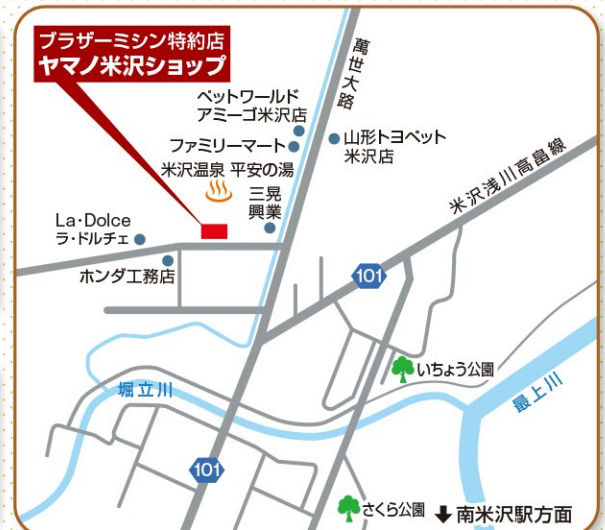 ブラザーミシン特約店
ヤマノ米沢ショップ
萬世大路
ペットワールド
アミーゴ米沢店
ファミリーマート
山形トヨペット
米沢店
米沢温泉 平安の湯
三晃
興業
米沢浅川高畠線
La・Dolce
ラ・ドルチェ
ホンダ工務店
101
いちょう公園
堀立川
最上川
101
さくら公園
南米沢駅方面